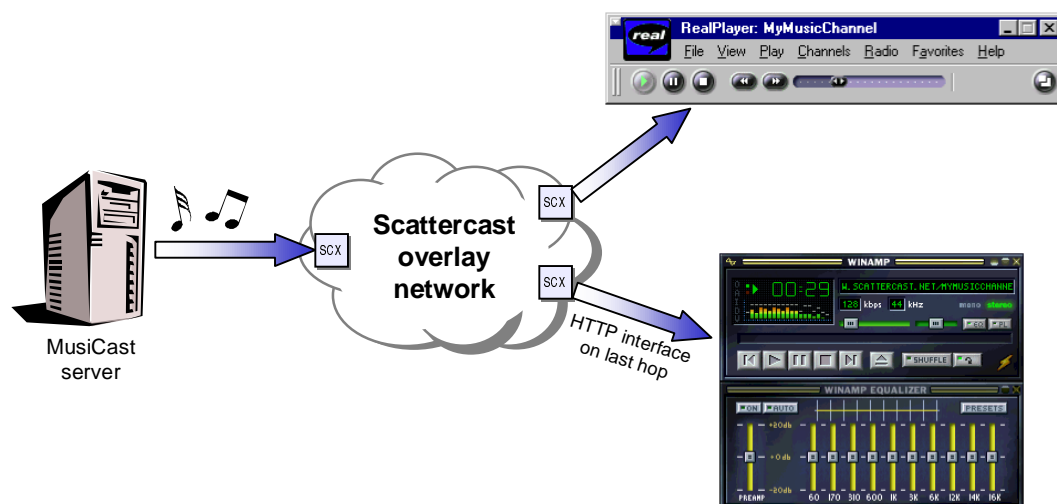 real
RealPlayer: MyMusicChannel
File View Play Channels Radio Favorites Help
MusiCast
server
SCX
Scattercast
overlay
network
SCX
SCX
HTTP interface
on last hop
WINAMP
O
A
I
D
V
00:29
W.SCATTERCAST.NET/MYMUSICCHANNE
128 kbps 44 kHz mono stereo
EQ PL
SHUFFLE
WINAMP EQUALIZER
ON AUTO PRESETS
+20db
+0db
-20db
PREAMP 60 170 310 600 1K 3K 6K 12K 14K 16K